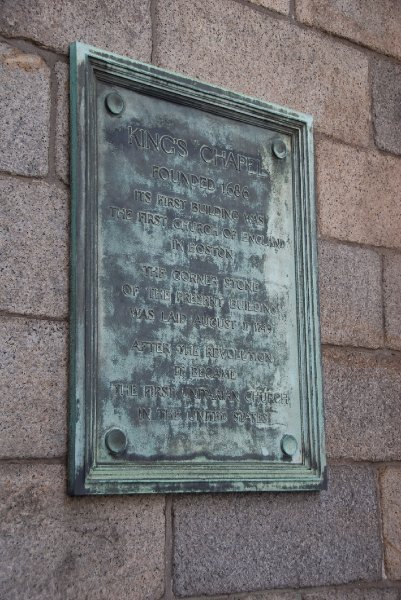 KING'S CHAPEL
FOUNDED 1686
ITS FIRST BUILDING WAS
THE FIRST CHURCH OF ENGLAND
IN BOSTON
THE CORNER STONE
OF THE PRESENT BUILDING
WAS LAID AUGUST 11 1749
AFTER THE REVOLUTION
IT BECAME
THE FIRST UNITARIAN CHURCH
IN THE UNITED STATES